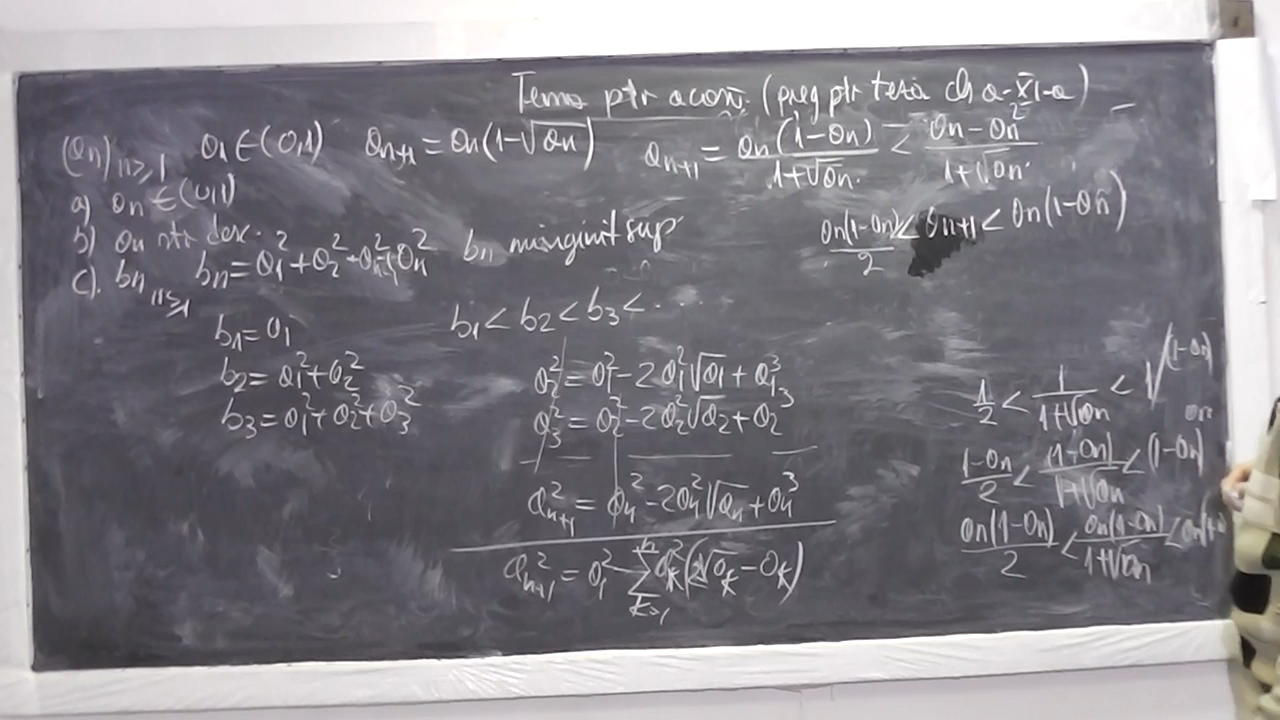 Tema ptr acasă (preg ptr teză cls a-XI-a)
(an) n≥1 a1∈(0,1) an+1=an(1-√an) an+1=an(1-an)/1+√an < an-an²/1+√an
a) an∈(0,1)
b) an str desc.
c) bn n≥1 bn=a1²+a2²+...+an² bn mărginit sup
an(1-an)/2 < an+1 < an(1-an)
b1=a1
b1<b2<b3<...
b2=a1²+a2²
b3=a1²+a2²+a3²
a2²=a1²-2a1²√a1+a1³
a3²=a2²-2a2²√a2+a2³
an+1²=an²-2an²√an+an³
an+1²=a1²-∑k=1n ak²(2√ak-ak)
1/2 < 1/1+√an < 1 / (1-an)
1-an/2 < (1-an)/1+√an < (1-an)
an(1-an)/2 < an(1-an)/1+√an < an(1-